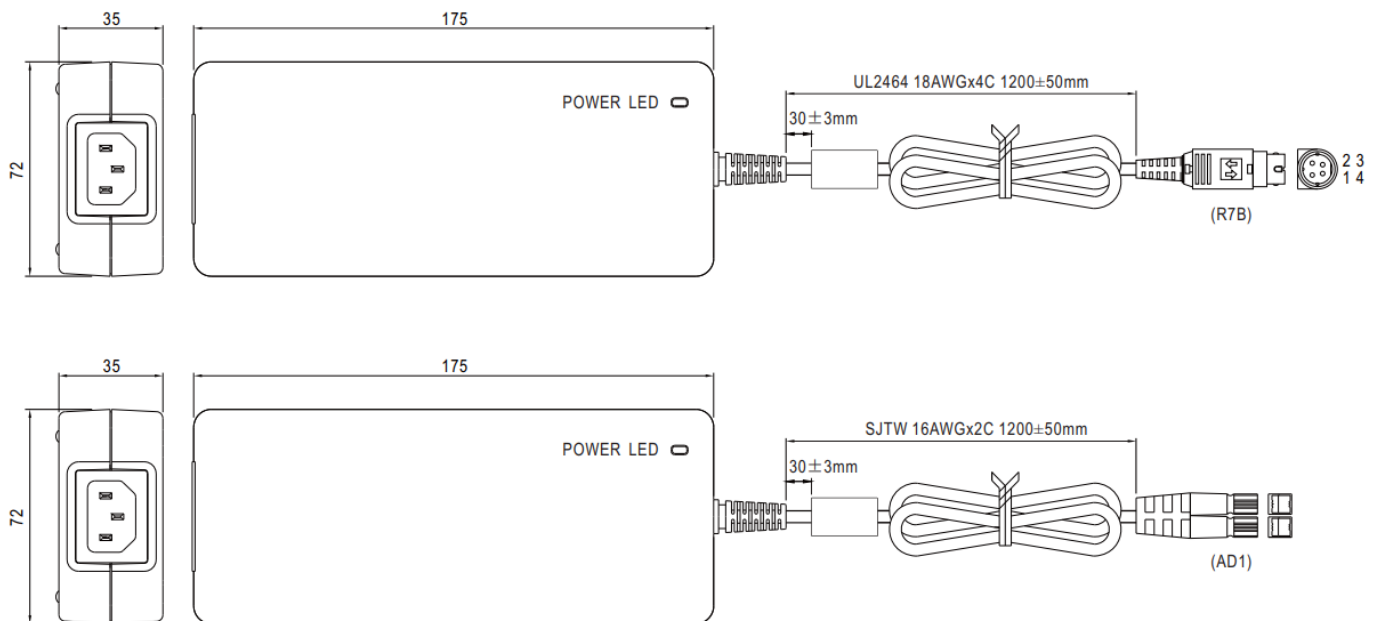 35
175
72
POWER LED
UL2464 18AWGx4C 1200±50mm
30±3mm
2 3
1 4
(R7B)
35
175
72
POWER LED
SJTW 16AWGx2C 1200±50mm
30±3mm
(AD1)